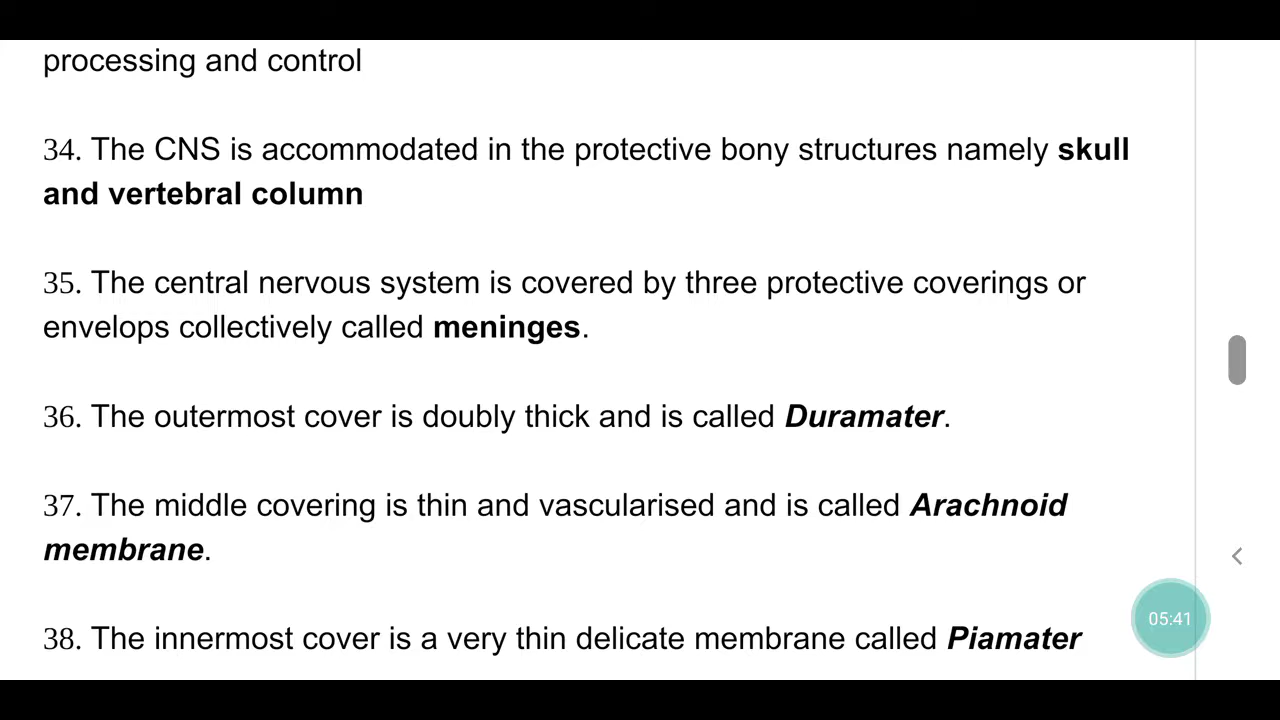 processing and control
34. The CNS is accommodated in the protective bony structures namely skull
and vertebral column
35. The central nervous system is covered by three protective coverings or
envelops collectively called meninges.
36. The outermost cover is doubly thick and is called Duramater.
37. The middle covering is thin and vascularised and is called Arachnoid
membrane.
05:41
38. The innermost cover is a very thin delicate membrane called Piamater